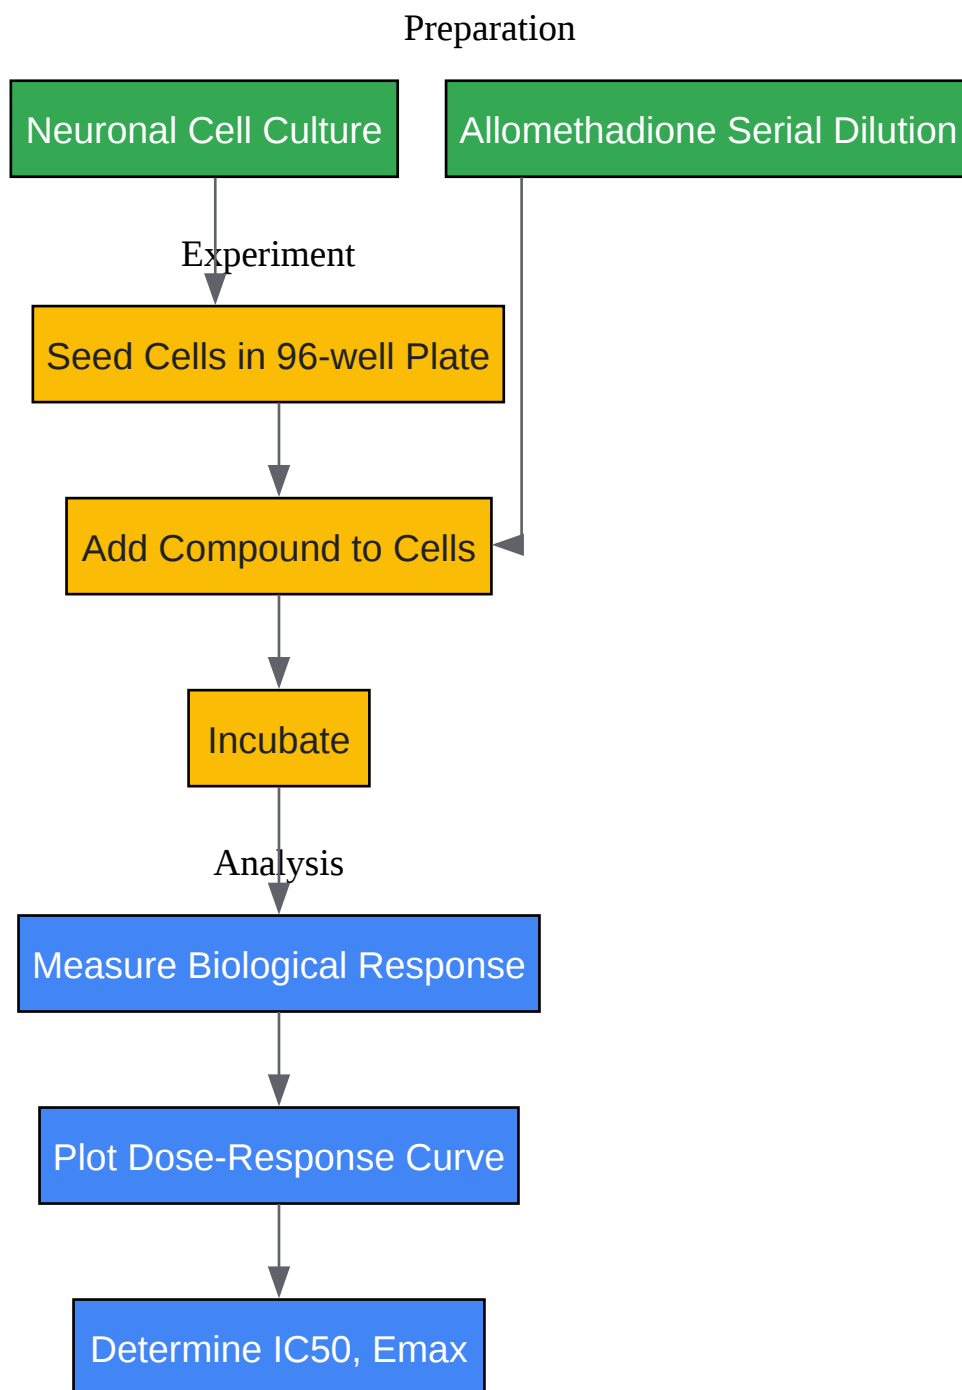 Preparation
Neuronal Cell Culture
Allomethadione Serial Dilution
Experiment
Seed Cells in 96-well Plate
Add Compound to Cells
Incubate
Analysis
Measure Biological Response
Plot Dose-Response Curve
Determine IC50, Emax